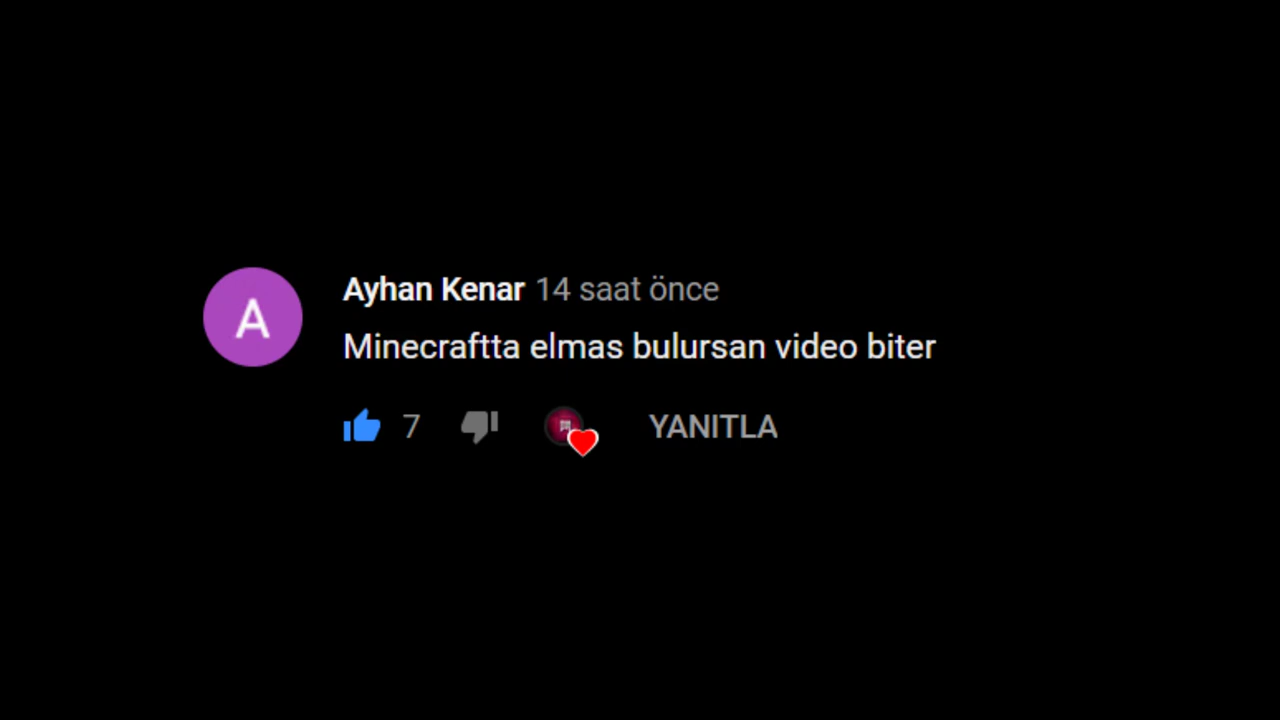 A
Ayhan Kenar 14 saat önce
Minecraftta elmas bulursan video biter
7 YANITLA